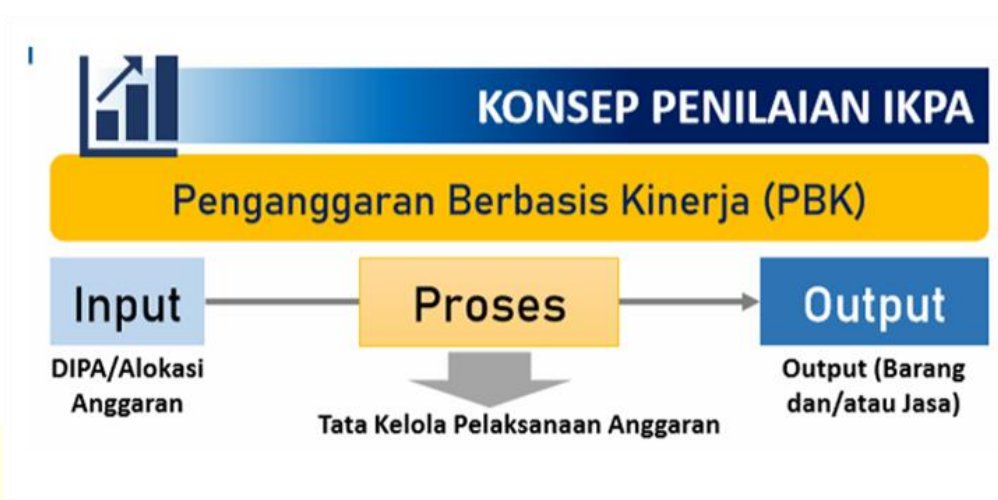 KONSEP PENILAIAN IKPA
Penganggaran Berbasis Kinerja (PBK)
Input
Proses
Output
DIPA/Alokasi
Anggaran
Output (Barang
dan/atau Jasa)
Tata Kelola Pelaksanaan Anggaran